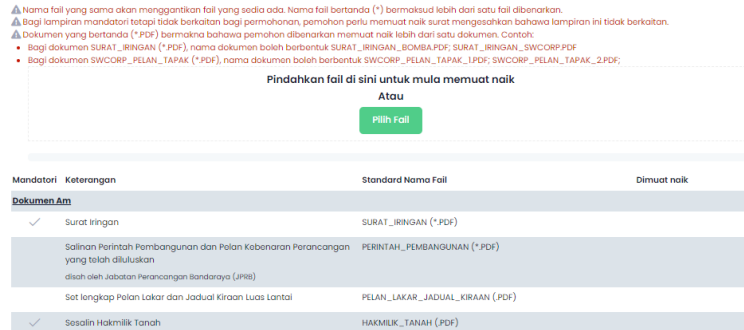 Nama fail yang sama akan menggantikan fail yang sedia ada. Nama fail bertanda (*) bermaksud lebih dari satu fail dibenarkan.
Bagi lampiran mandatori tetapi tidak berkaitan bagi permohonan, pemohon perlu memuat naik surat mengesahkan bahawa lampiran ini tidak berkaitan.
Dokumen yang bertanda (*.PDF) bermakna bahawa pemohon dibenarkan memuat naik lebih dari satu dokumen. Contoh:
• Bagi dokumen SURAT_IRINGAN (*.PDF), nama dokumen boleh berbentuk SURAT_IRINGAN_BOMBA.PDF; SURAT_IRINGAN_SWCORP.PDF
• Bagi dokumen SWCORP_PELAN_TAPAK (*.PDF), nama dokumen boleh berbentuk SWCORP_PELAN_TAPAK_1.PDF; SWCORP_PELAN_TAPAK_2.PDF;
Pindahkan fail di sini untuk mula memuat naik
Atau
Pilih Fail
Mandatori Keterangan Standard Nama Fail Dimuat naik
Dokumen Am
Surat Iringan SURAT_IRINGAN (*.PDF)
Salinan Perintah Pembangunan dan Pelan Kebenaran Perancangan PERINTAH_PEMBANGUNAN (*.PDF)
yang telah diluluskan
disah oleh Jabatan Perancangan Bandaraya (JPRB)
Set lengkap Pelan Lakar dan Jadual Kiraan Luas Lantai PELAN_LAKAR_JADUAL_KIRAAN (.PDF)
Sesalin Hakmilik Tanah HAKMILIK_TANAH (.PDF)